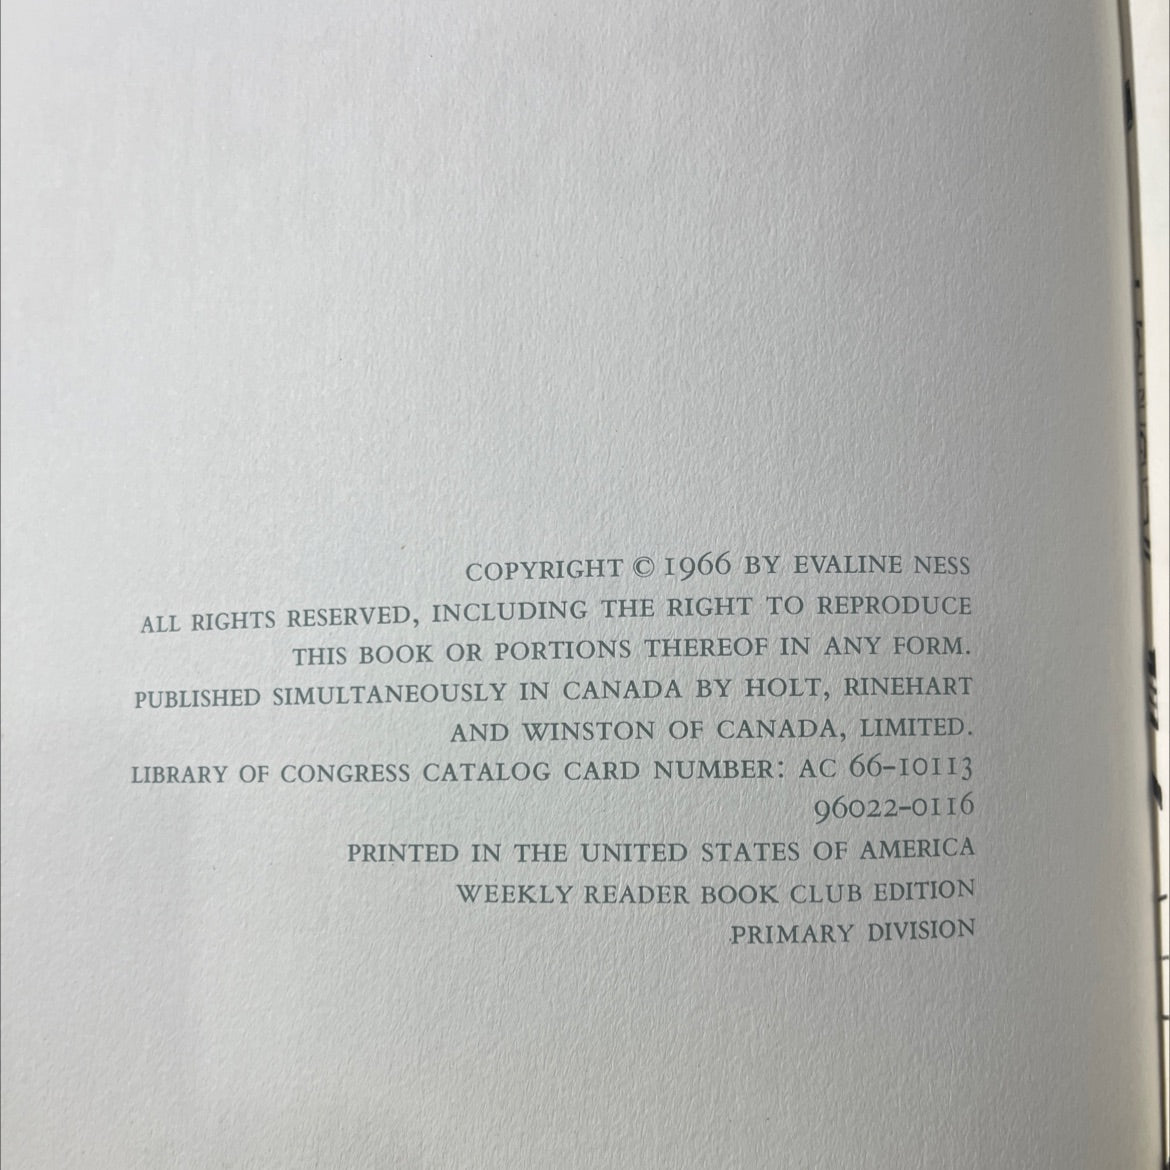 COPYRIGHT © 1966 BY EVALINE NESS
ALL RIGHTS RESERVED, INCLUDING THE RIGHT TO REPRODUCE
THIS BOOK OR PORTIONS THEREOF IN ANY FORM.
PUBLISHED SIMULTANEOUSLY IN CANADA BY HOLT, RINEHART
AND WINSTON OF CANADA, LIMITED.
LIBRARY OF CONGRESS CATALOG CARD NUMBER: AC 66-10113
96022-0116
PRINTED IN THE UNITED STATES OF AMERICA
WEEKLY READER BOOK CLUB EDITION
PRIMARY DIVISION